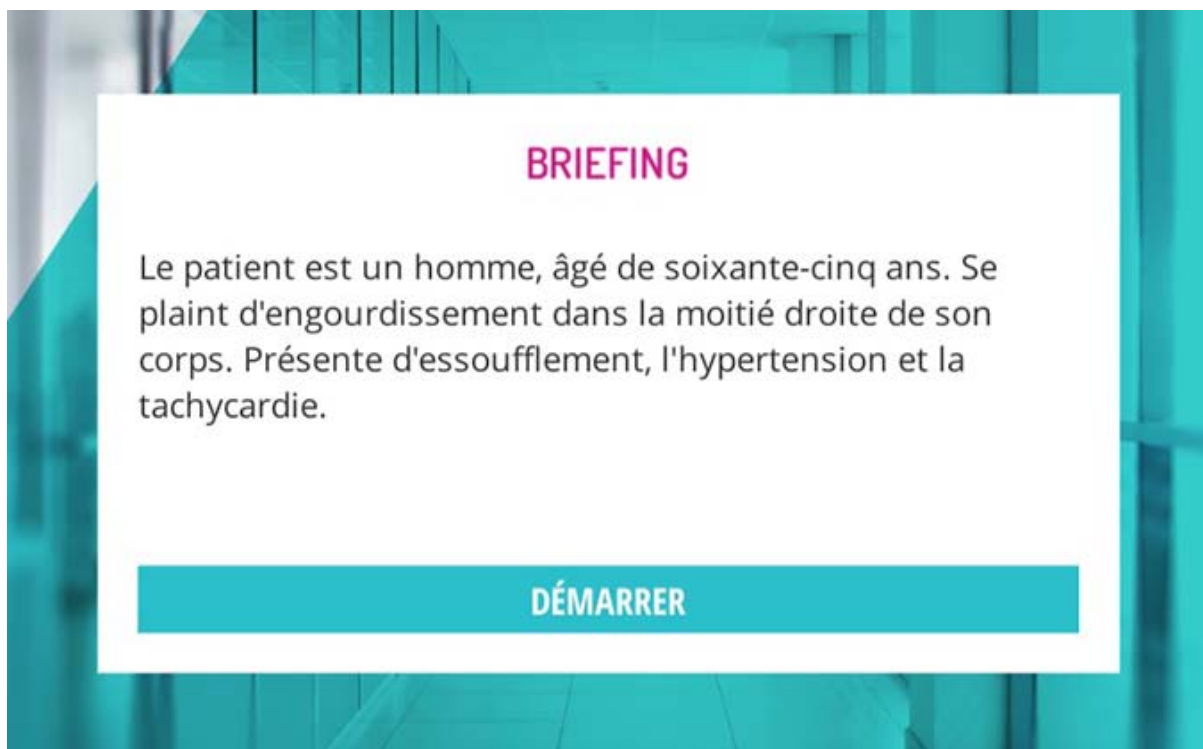 BRIEFING
Le patient est un homme, âgé de soixante-cinq ans. Se
plaint d'engourdissement dans la moitié droite de son
corps. Présente d'essoufflement, l'hypertension et la
tachycardie.
DÉMARRER